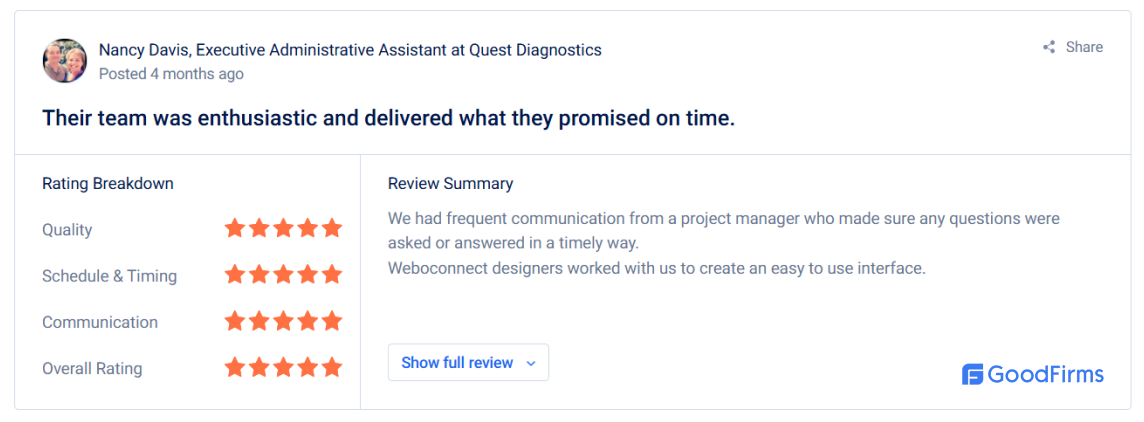 Nancy Davis, Executive Administrative Assistant at Quest Diagnostics
Share
Posted 4 months ago
Their team was enthusiastic and delivered what they promised on time.
Rating Breakdown
Quality
Schedule & Timing
Communication
Overall Rating
Review Summary
We had frequent communication from a project manager who made sure any questions were
asked or answered in a timely way.
Weboconnect designers worked with us to create an easy to use interface.
Show full review
GoodFirms